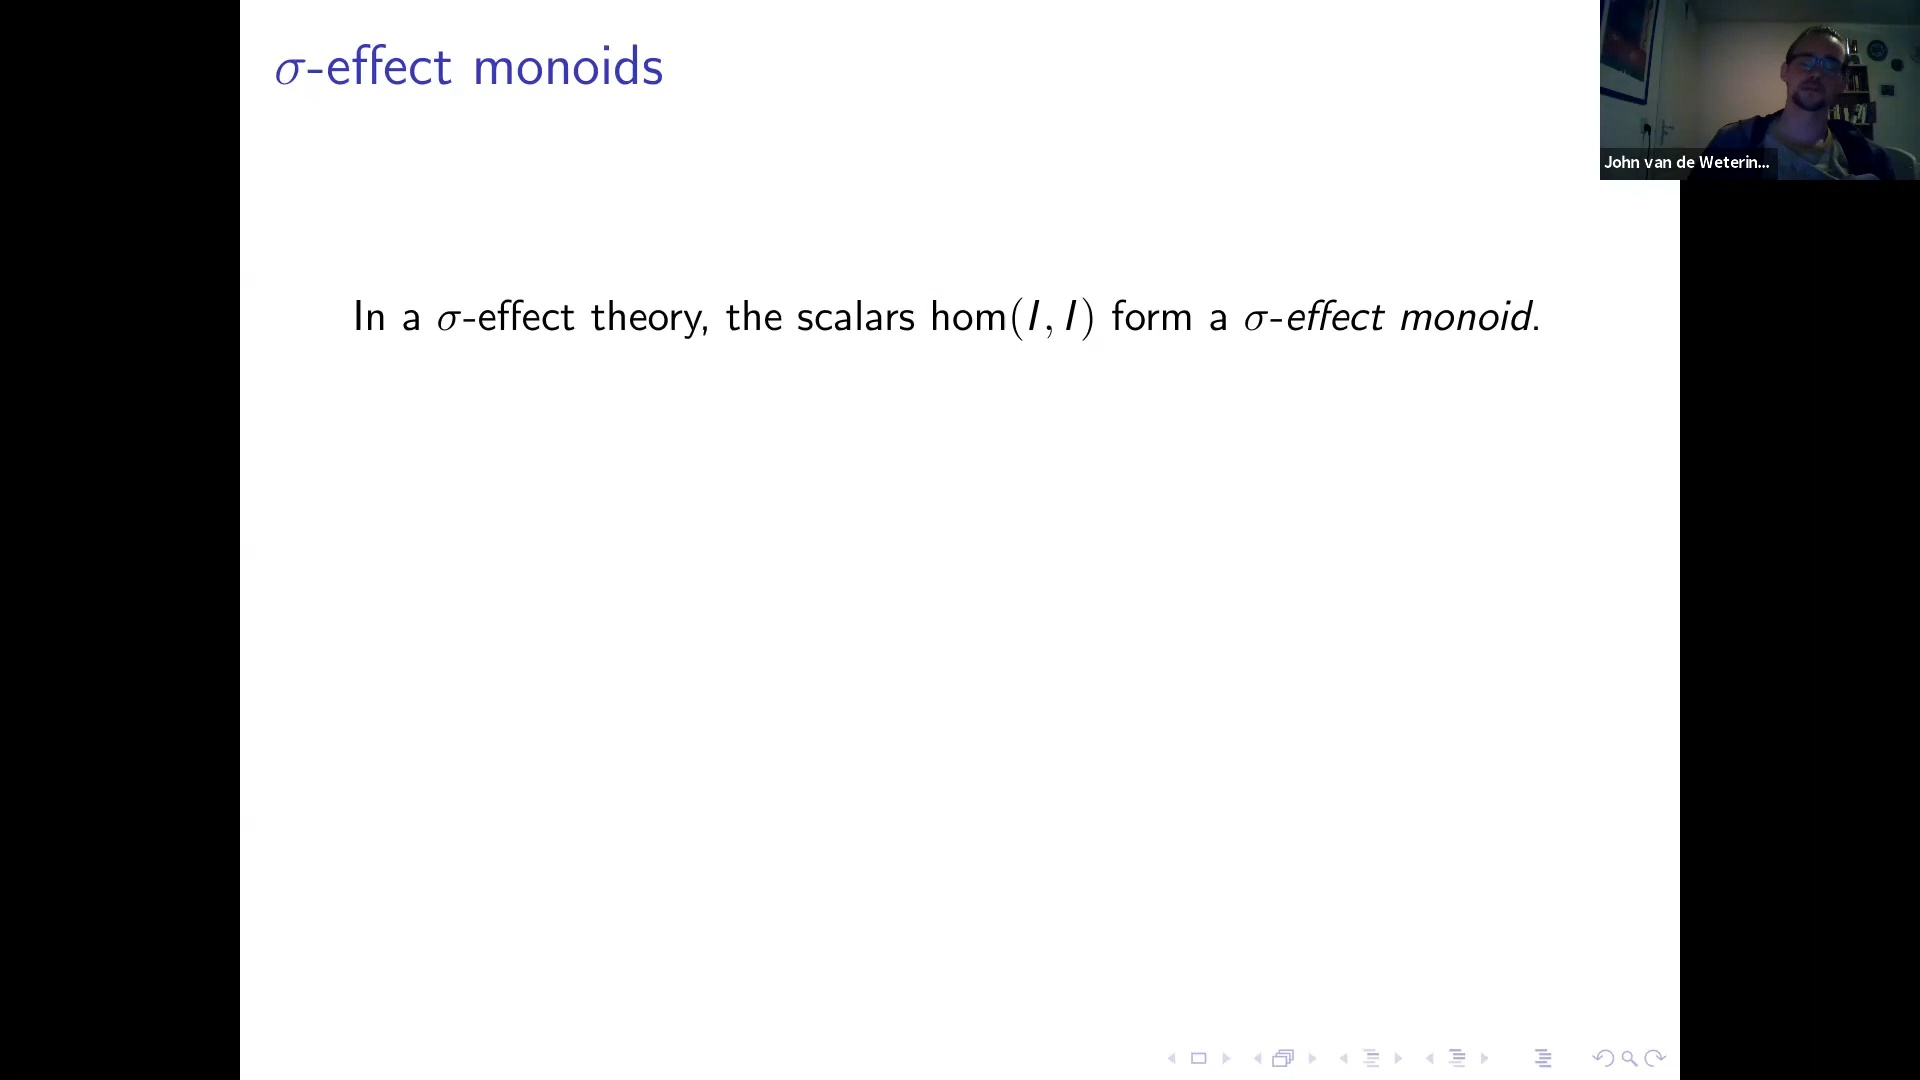 σ-effect monoids
John van de Weterin...
In a σ-effect theory, the scalars hom(I, I) form a σ-effect monoid.